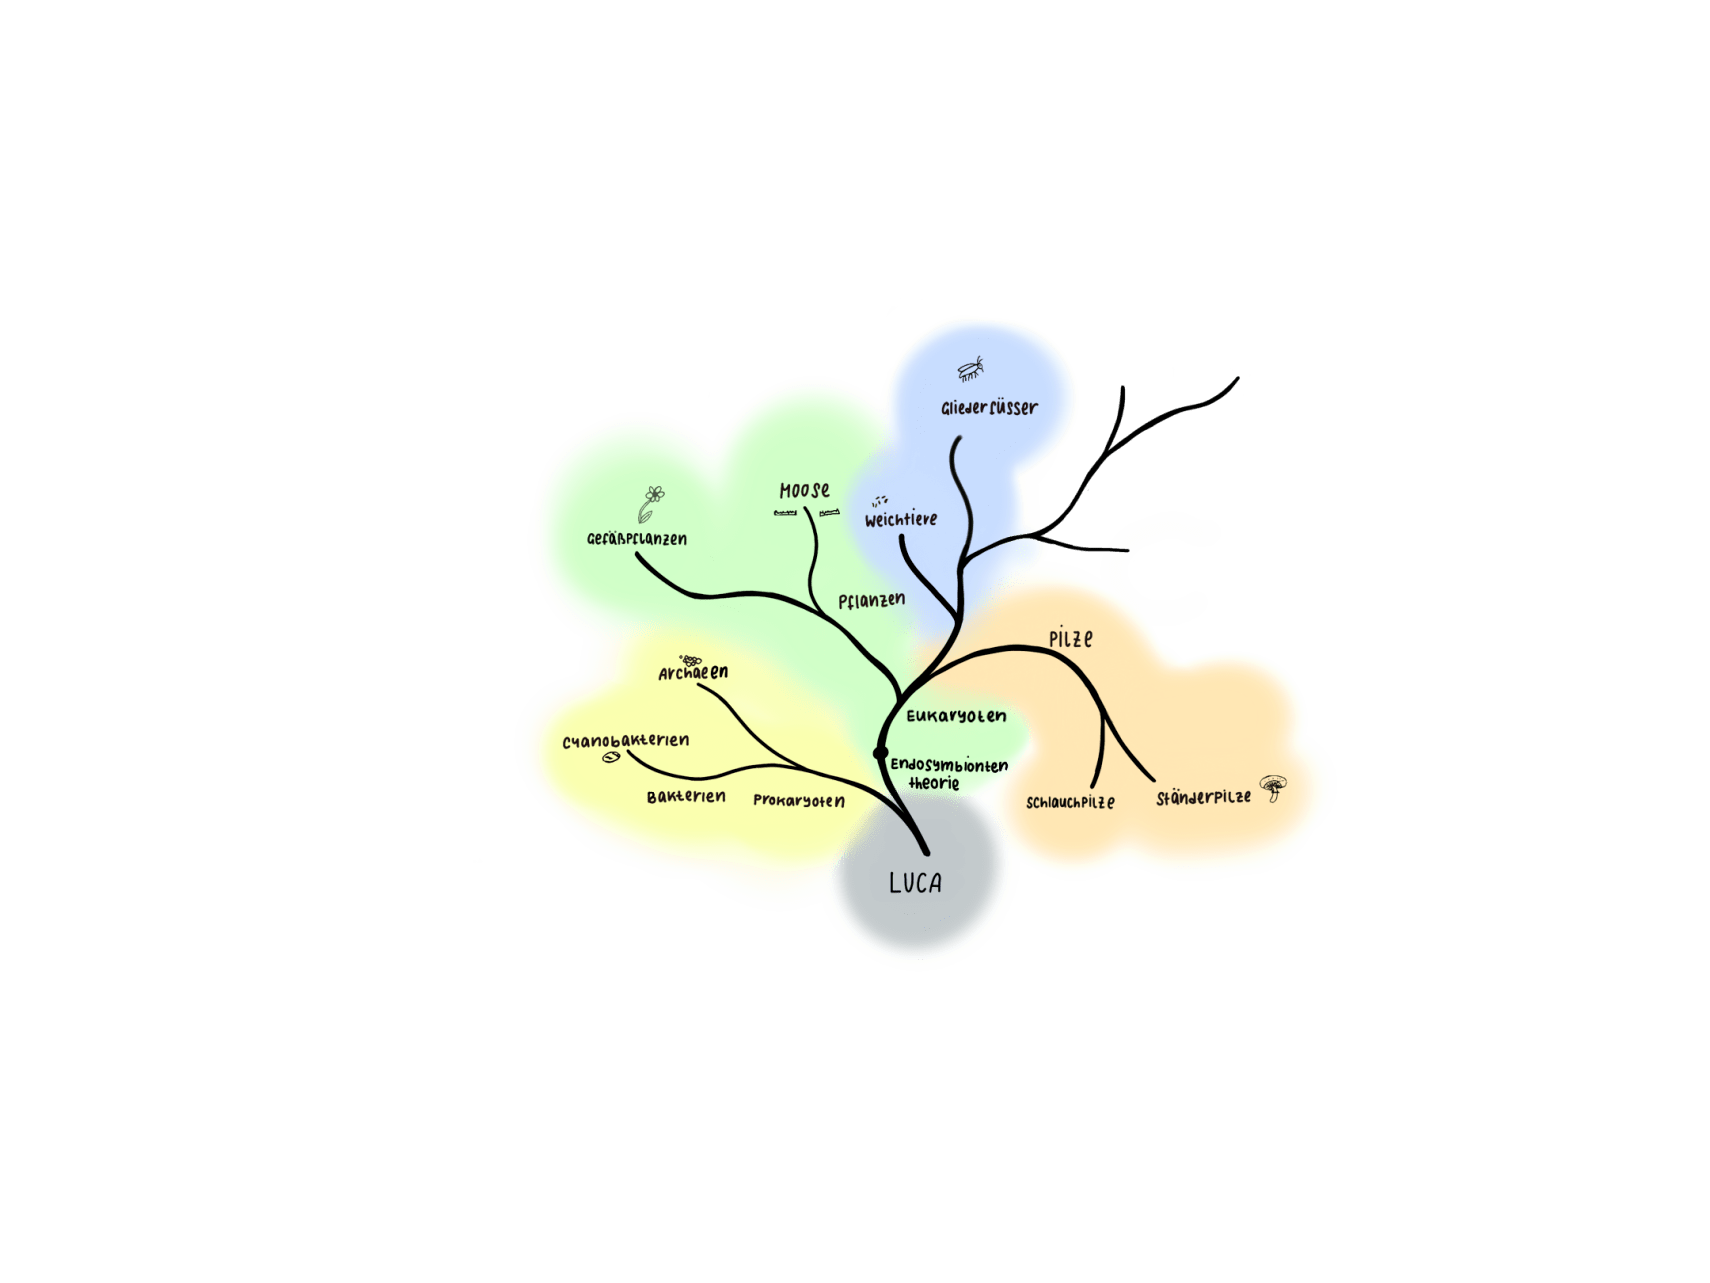 Gliederfüsser
Moose
Weichtiere
Gefäßpflanzen
Pflanzen
Pilze
Archaeen
Eukaryoten
Cyanobakterien
Endosymbionten
theorie
Bakterien
Prokaryoten
Schlauchpilze
Ständerpilze
LUCA